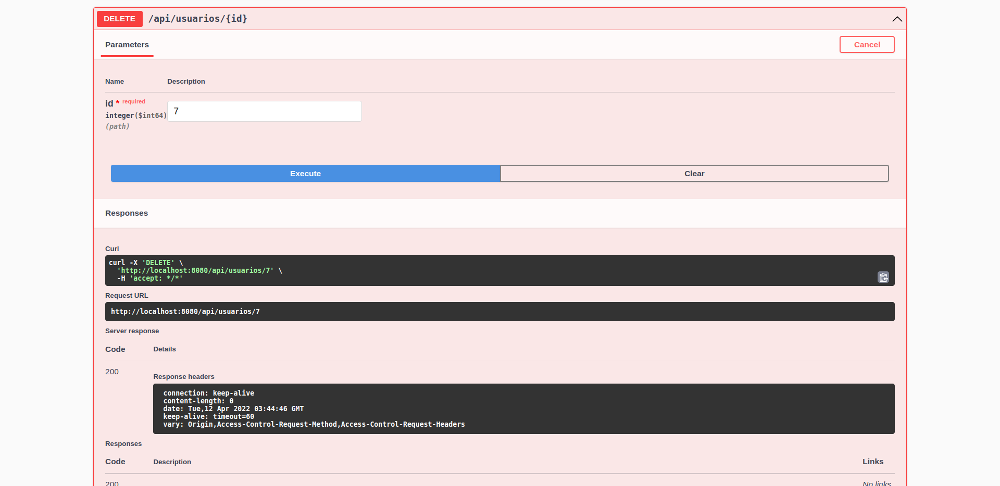 DELETE /api/usuarios/{id}
Parameters Cancel
Name Description
id * required
integer($int64)
(path)
7
Execute Clear
Responses
Curl
curl -X 'DELETE' \
  'http://localhost:8080/api/usuarios/7' \
  -H 'accept: */*'
Request URL
http://localhost:8080/api/usuarios/7
Server response
Code Details
200
Response headers
connection: keep-alive
content-length: 0
date: Tue,12 Apr 2022 03:44:46 GMT
keep-alive: timeout=60
vary: Origin,Access-Control-Request-Method,Access-Control-Request-Headers
Responses
Code Description Links
200 No links